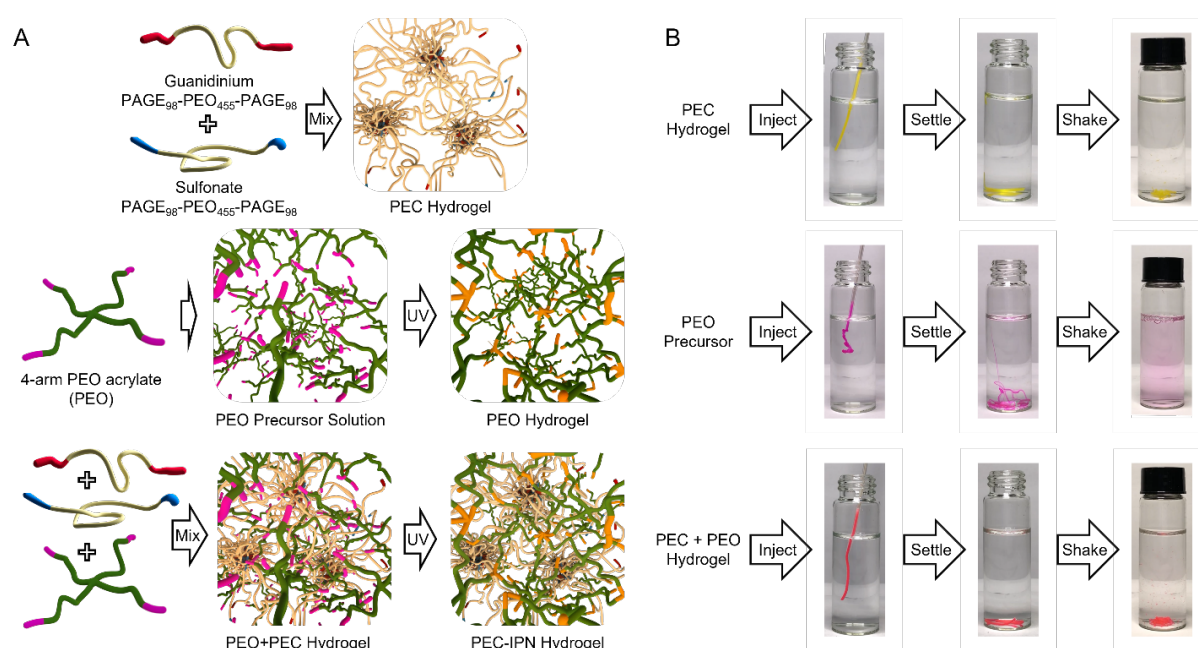 A
Guanidinium
PAGE₉₈-PEO₄₅₅-PAGE₉₈
Sulfonate
PAGE₉₈-PEO₄₅₅-PAGE₉₈
Mix
PEC Hydrogel
4-arm PEO acrylate
(PEO)
PEO Precursor Solution
UV
PEO Hydrogel
Mix
PEO+PEC Hydrogel
UV
PEC-IPN Hydrogel
B
PEC
Hydrogel
Inject
Settle
Shake
PEO
Precursor
Inject
Settle
Shake
PEC + PEO
Hydrogel
Inject
Settle
Shake